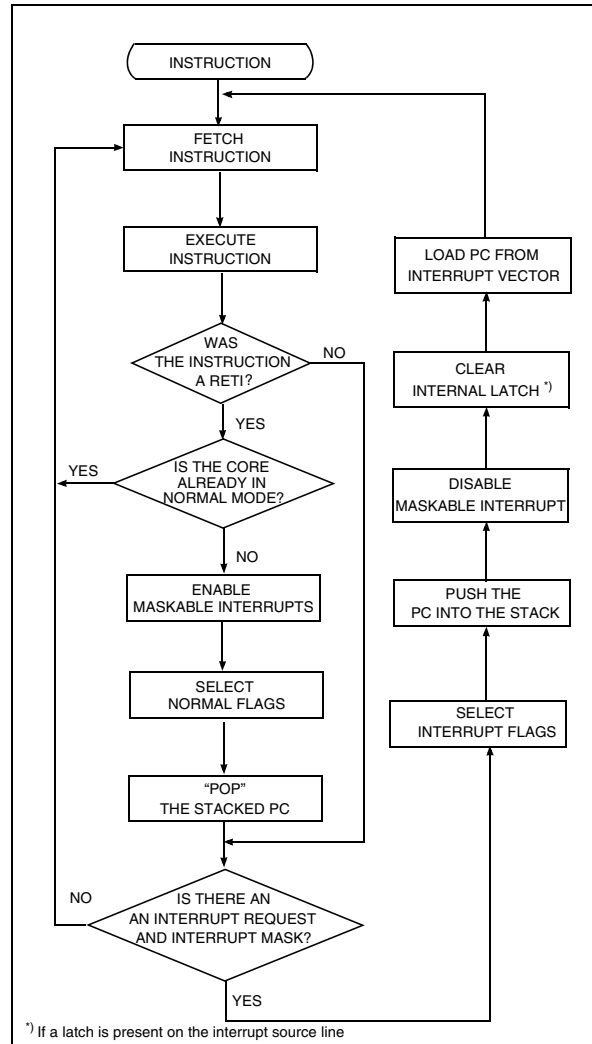 INSTRUCTION
FETCH
INSTRUCTION
EXECUTE
INSTRUCTION
WAS
THE INSTRUCTION
A RETI?
NO
YES
IS THE CORE
ALREADY IN
NORMAL MODE?
YES
NO
ENABLE
MASKABLE INTERRUPTS
SELECT
NORMAL FLAGS
“POP”
THE STACKED PC
IS THERE AN
AN INTERRUPT REQUEST
AND INTERRUPT MASK?
NO
YES
SELECT
INTERRUPT FLAGS
PUSH THE
PC INTO THE STACK
DISABLE
MASKABLE INTERRUPT
CLEAR
INTERNAL LATCH *)
LOAD PC FROM
INTERRUPT VECTOR
*) If a latch is present on the interrupt source line